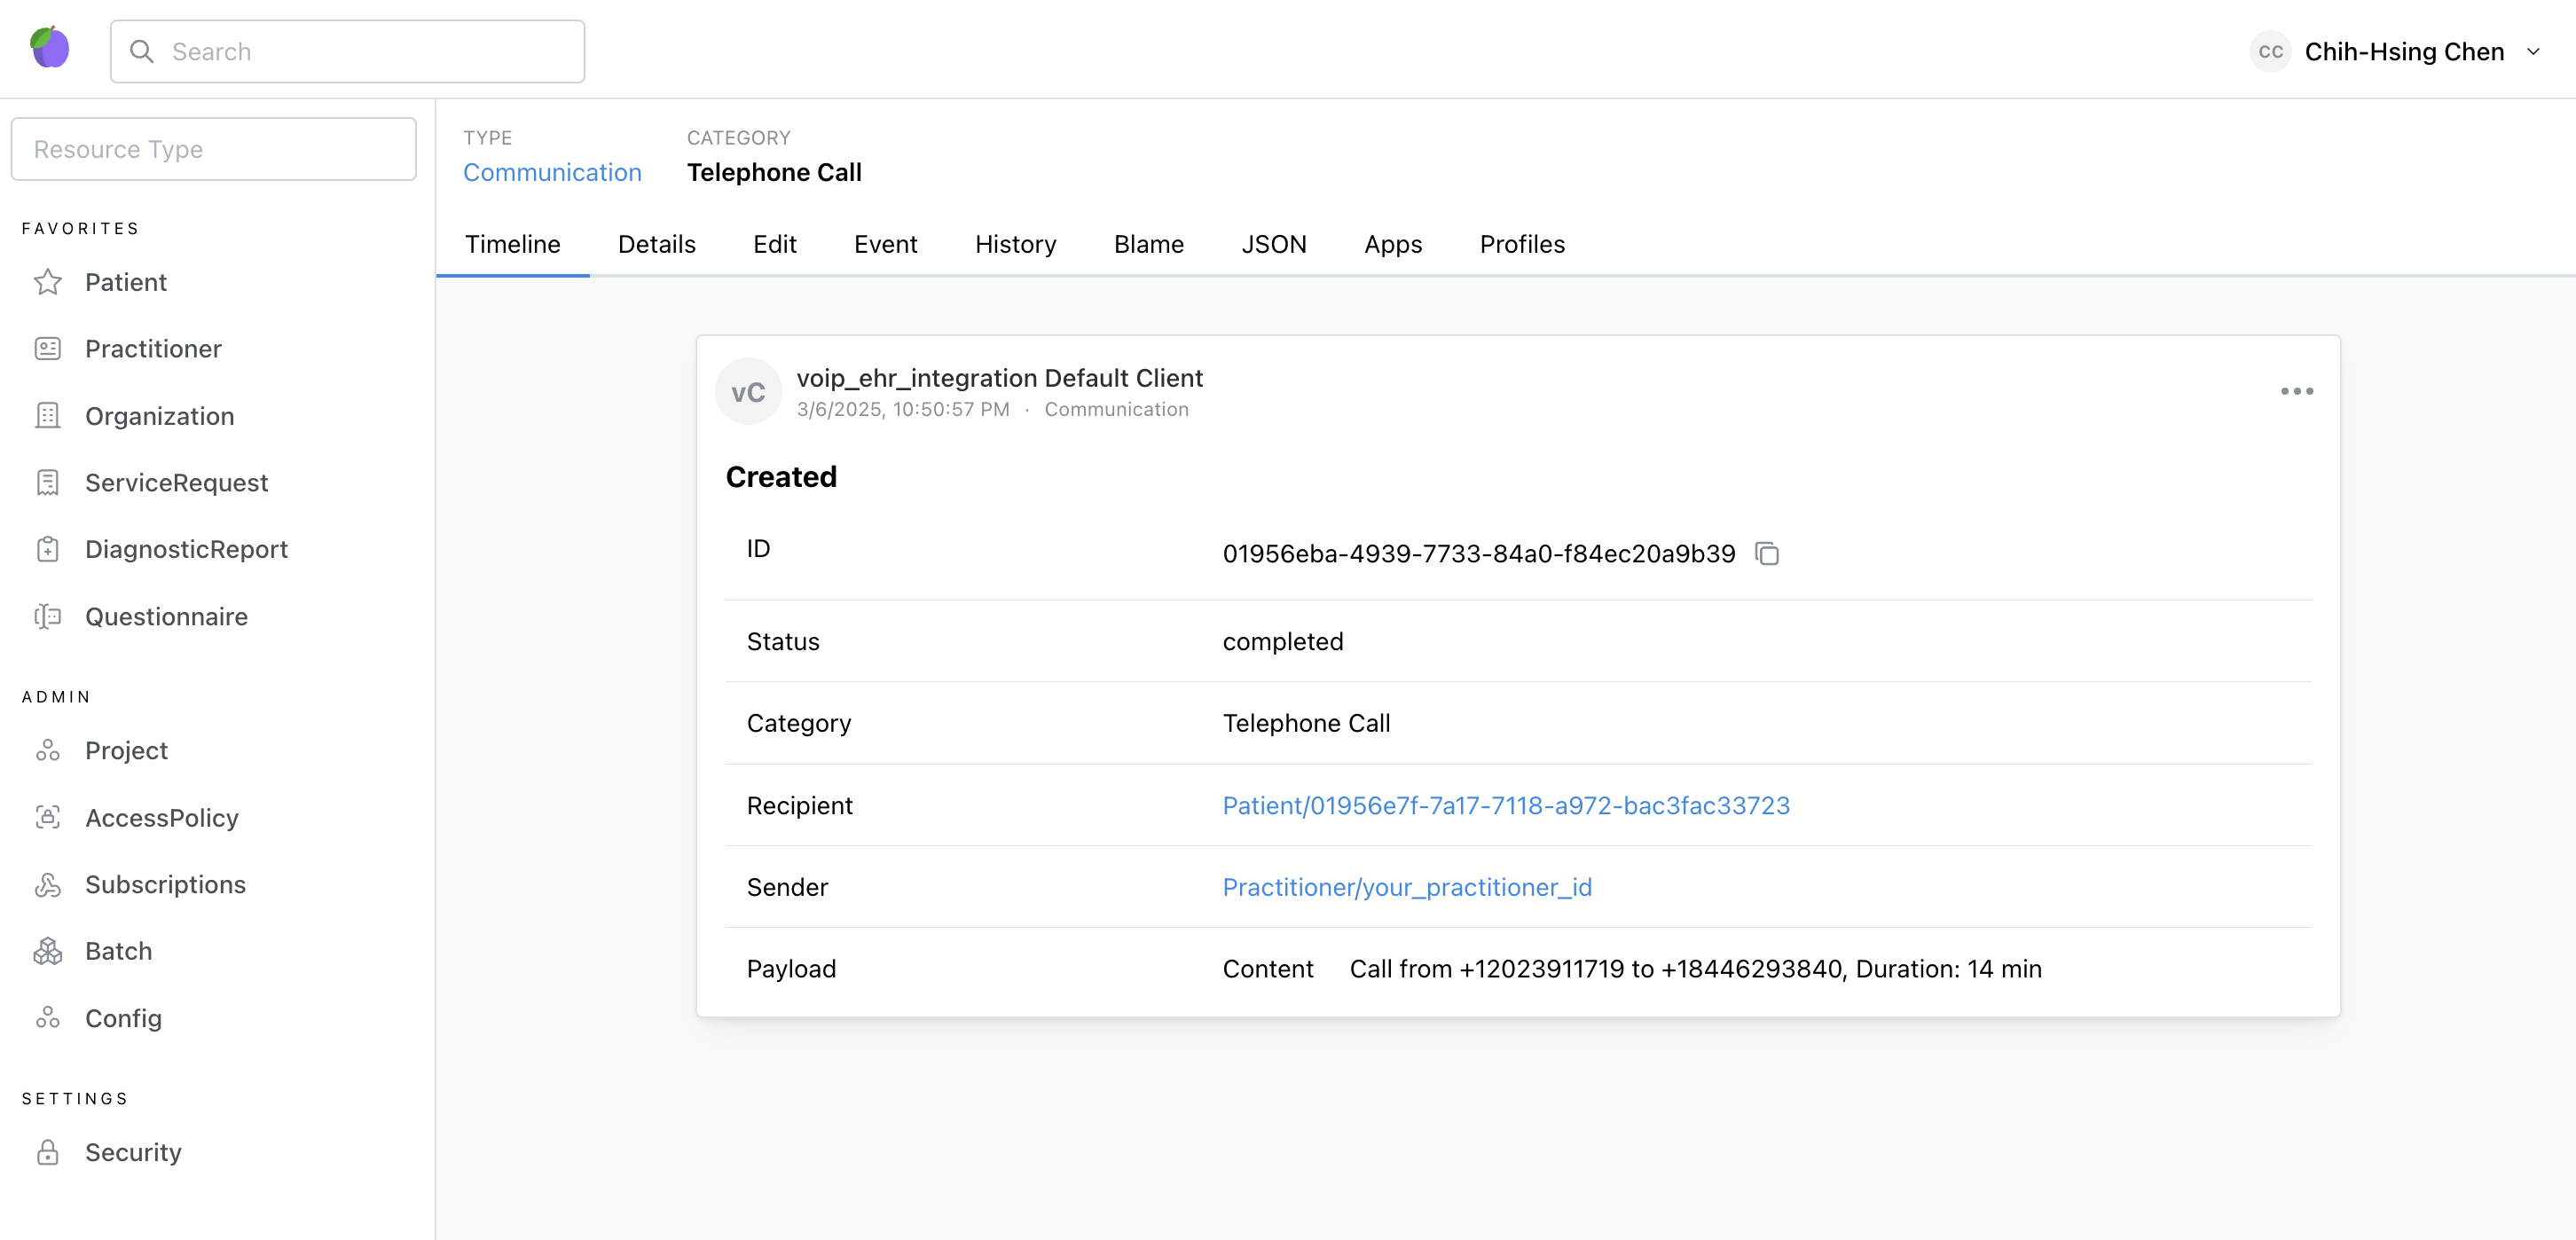 Search
CC Chih-Hsing Chen
Resource Type
FAVORITES
Patient
Practitioner
Organization
ServiceRequest
DiagnosticReport
Questionnaire
ADMIN
Project
AccessPolicy
Subscriptions
Batch
Config
SETTINGS
Security
TYPE CATEGORY
Communication Telephone Call
Timeline Details Edit Event History Blame JSON Apps Profiles
vC voip_ehr_integration Default Client
3/6/2025, 10:50:57 PM · Communication
Created
ID 01956eba-4939-7733-84a0-f84ec20a9b39
Status completed
Category Telephone Call
Recipient Patient/01956e7f-7a17-7118-a972-bac3fac33723
Sender Practitioner/your_practitioner_id
Payload Content Call from +12023911719 to +18446293840, Duration: 14 min